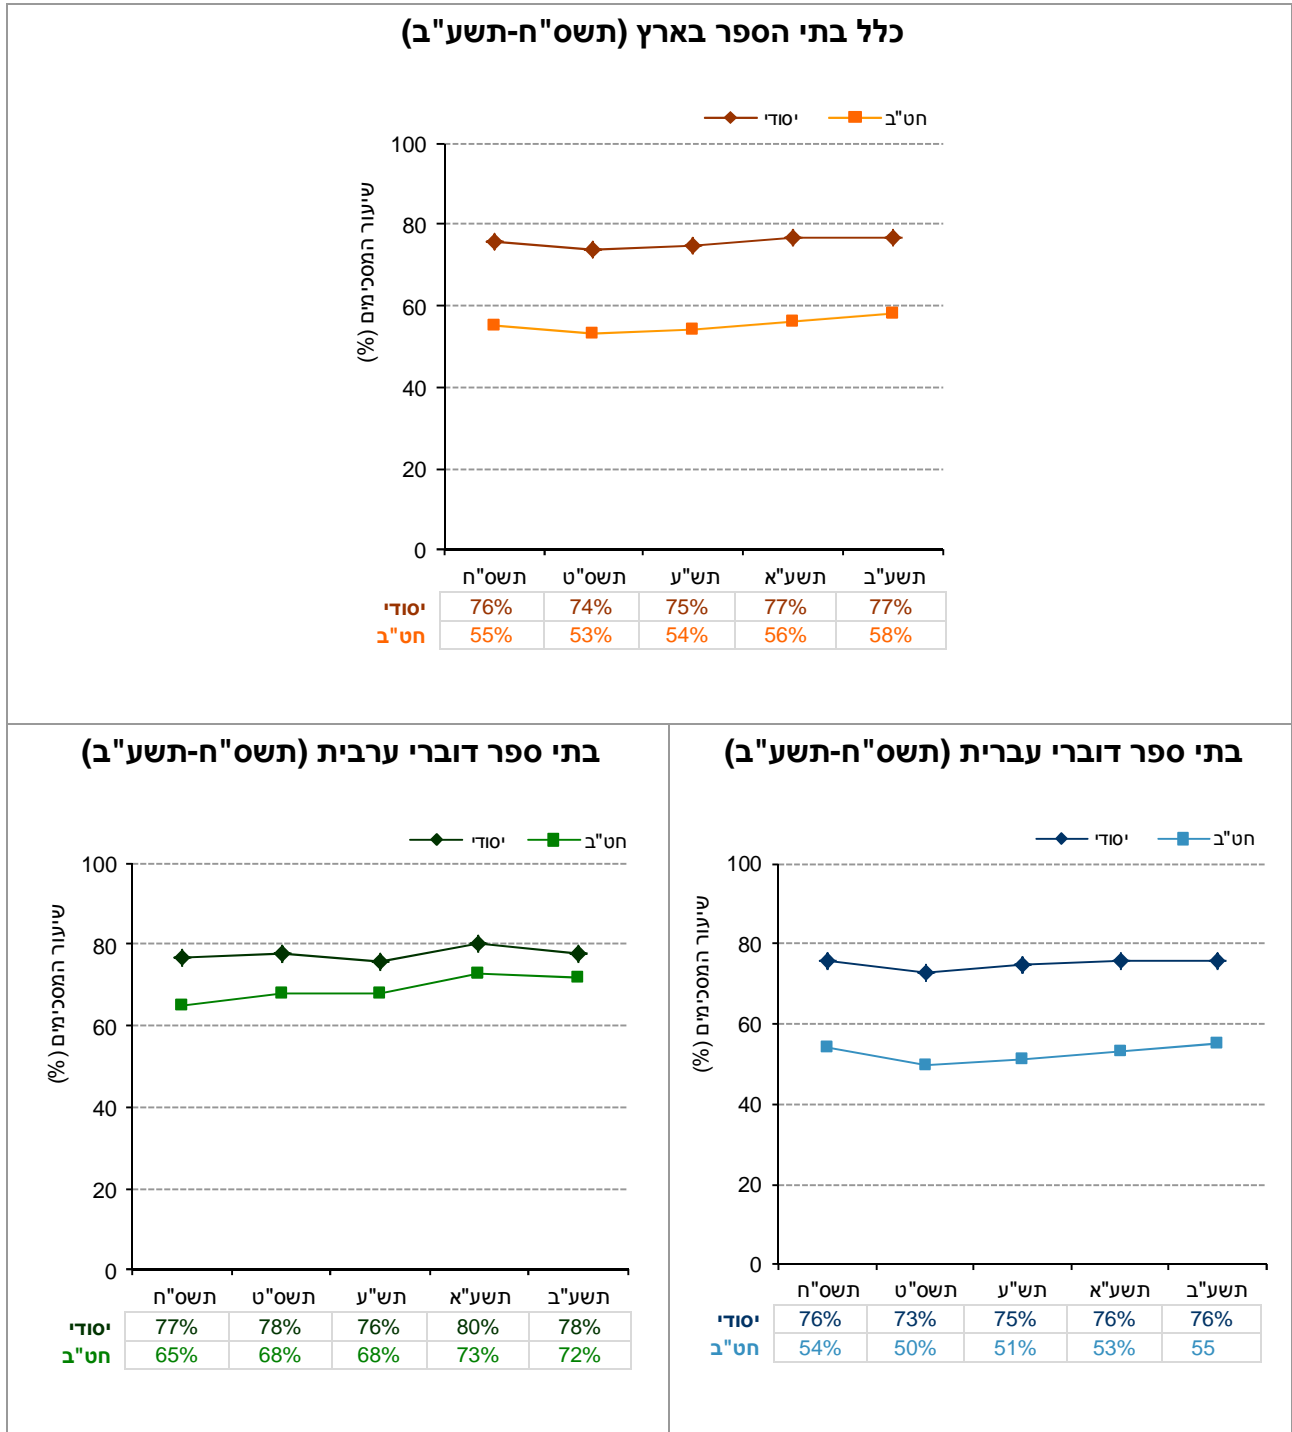 כלל בתי הספר בארץ (תשס"ח-תשע"ב)
יסודי חט"ב
שיעור המסכימים (%)
100
80
60
40
20
0
תשס"ח תשס"ט תש"ע תשע"א תשע"ב
יסודי 76% 74% 75% 77% 77%
חט"ב 55% 53% 54% 56% 58%
בתי ספר דוברי עברית (תשס"ח-תשע"ב)
יסודי חט"ב
שיעור המסכימים (%)
100
80
60
40
20
0
תשס"ח תשס"ט תש"ע תשע"א תשע"ב
יסודי 76% 73% 75% 76% 76%
חט"ב 54% 50% 51% 53% 55
בתי ספר דוברי ערבית (תשס"ח-תשע"ב)
יסודי חט"ב
שיעור המסכימים (%)
100
80
60
40
20
0
תשס"ח תשס"ט תש"ע תשע"א תשע"ב
יסודי 77% 78% 76% 80% 78%
חט"ב 65% 68% 68% 73% 72%